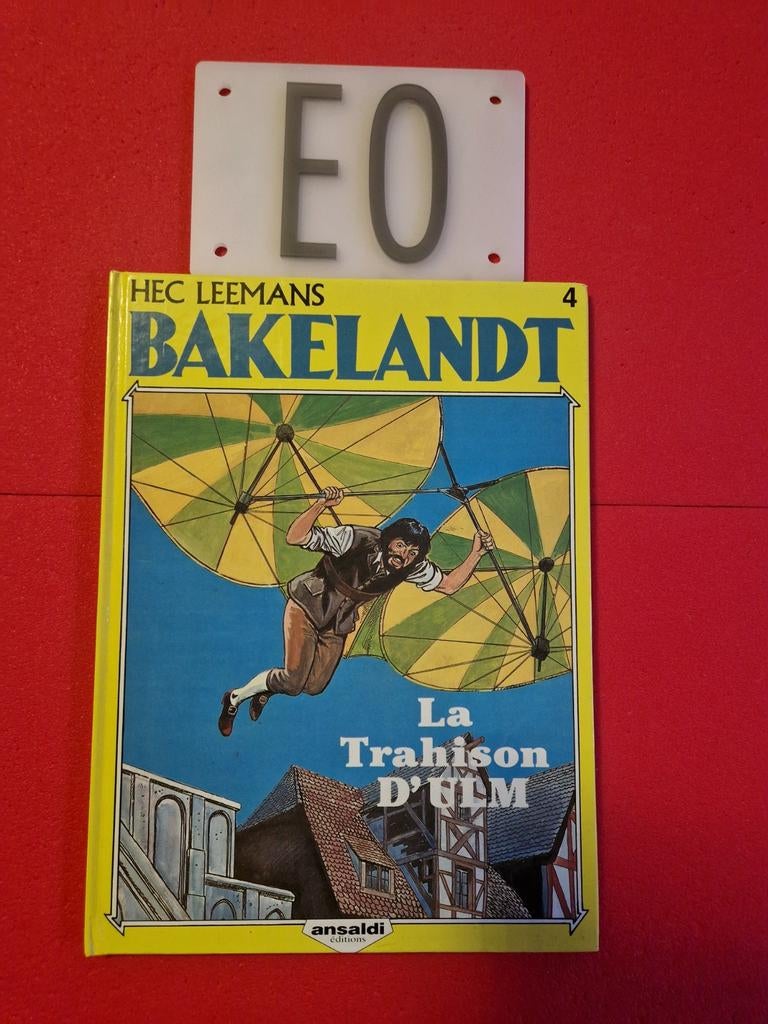 EO
HEC LEEMANS 4
BAKELANDT
La
Trahison
D'ULM
ansaldi
éditions